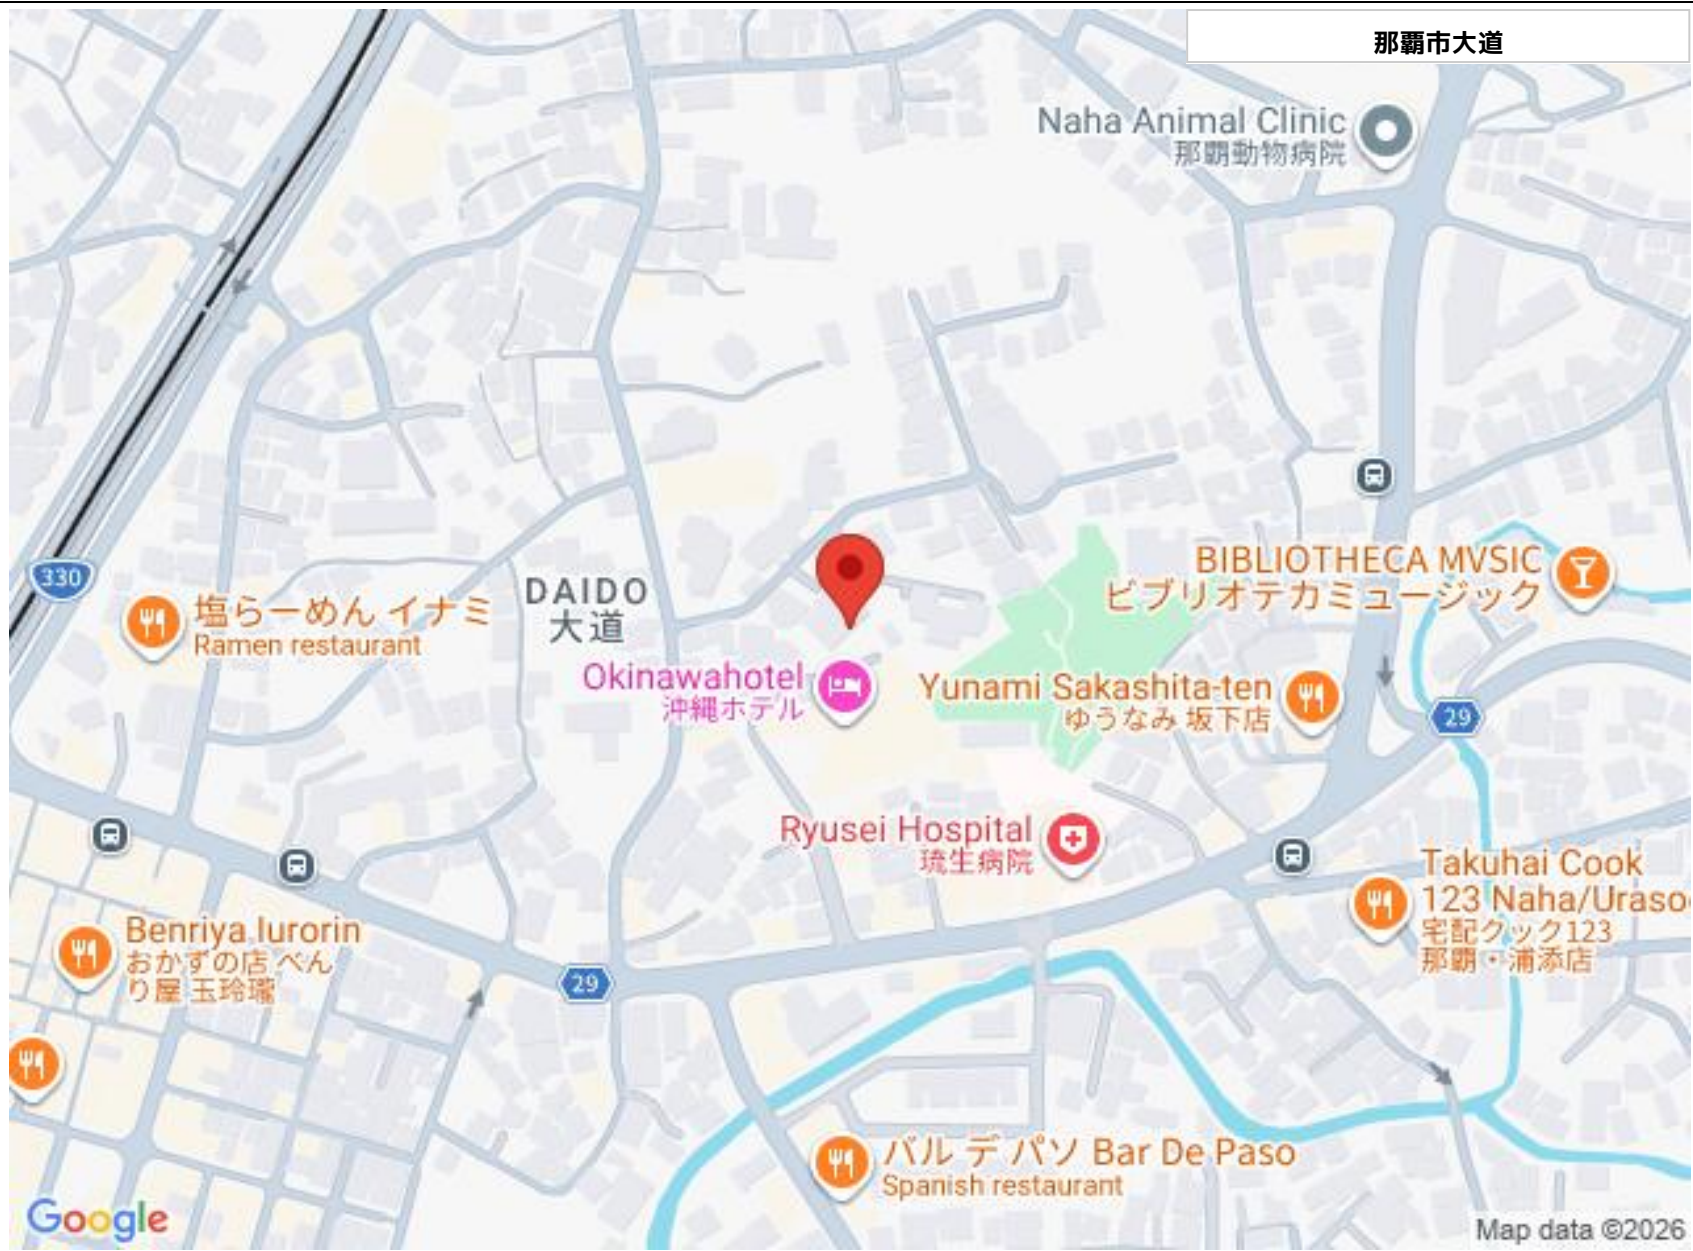 那覇市大道
Naha Animal Clinic
那覇動物病院
330
塩らーめん イナミ
Ramen restaurant
DAIDO
大道
BIBLIOTHECA MVSIC
ビブリオテカミュージック
Okinawahotel
沖縄ホテル
Yunami Sakashita-ten
ゆうなみ 坂下店
29
Ryusei Hospital
琉生病院
Takuhai Cook
123 Naha/Uraso
宅記クック123
那覇・浦添店
Benriya Iurorin
おかずの店 べん
り屋 玉玲瓏
29
バル デ パソ Bar De Paso
Spanish restaurant
Google
Map data ©2026